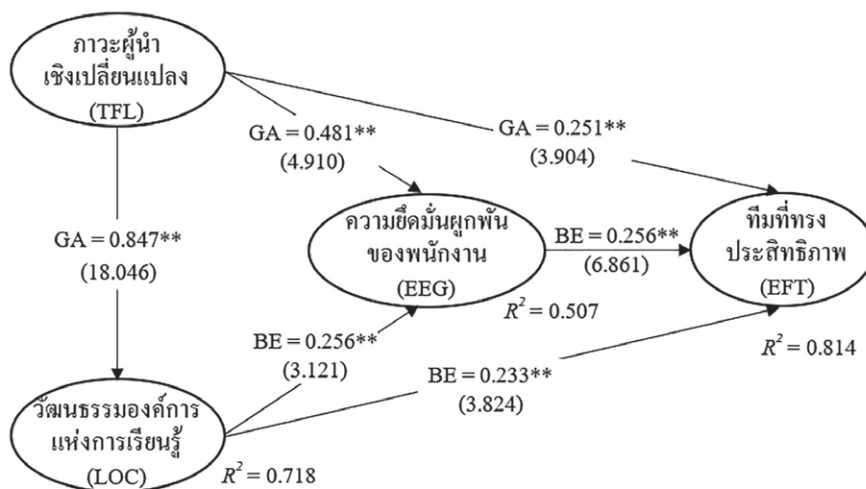 ภาวะผู้นำ
เชิงเปลี่ยนแปลง
(TFL)
GA = 0.481**
(4.910)
GA = 0.251**
(3.904)
GA = 0.847**
(18.046)
ความยึดมั่นผูกพัน
ของพนักงาน
(EEG)
BE = 0.256**
(6.861)
ทีมที่ทรง
ประสิทธิภาพ
(EFT)
R² = 0.507
R² = 0.814
BE = 0.256**
(3.121)
BE = 0.233**
(3.824)
วัฒนธรรมองค์การ
แห่งการเรียนรู้
(LOC)
R² = 0.718